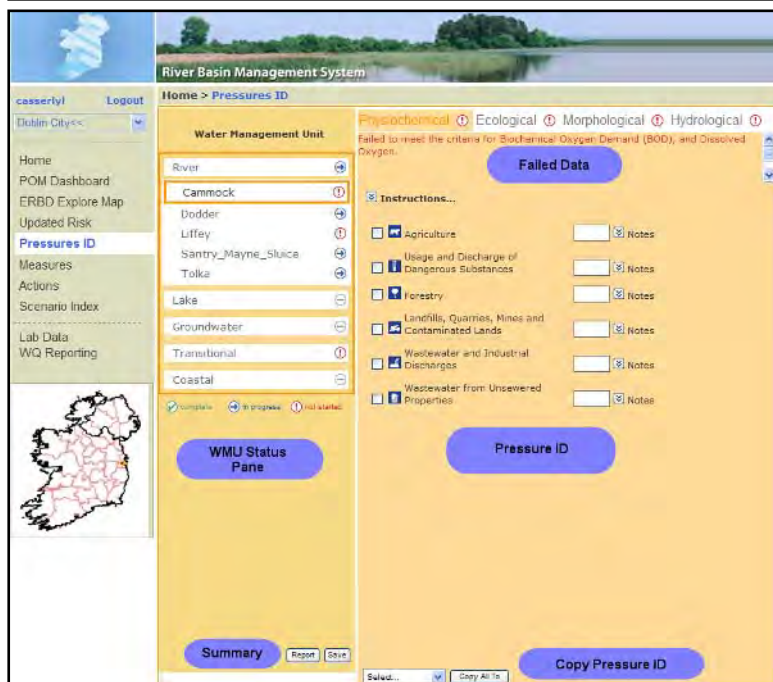 River Basin Management System
casserlyl Logout
Dublin City<<
Home
POM Dashboard
ERBD Explore Map
Updated Risk
Pressures ID
Measures
Actions
Scenario Index
Lab Data
WQ Reporting
Home > Pressures ID
Water Management Unit
River
Cammock
Dodder
Liffey
Santry_Mayne_Sluice
Tolka
Lake
Groundwater
Transitional
Coastal
complete in progress not started
WMU Status
Pane
Summary Report Save
Physiochemical Ecological Morphological Hydrological
Failed to meet the criteria for Biochemical Oxygen Demand (BOD), and Dissolved
Oxygen.
Failed Data
Instructions...
Agriculture Notes
Usage and Discharge of
Dangerous Substances Notes
Forestry Notes
Landfills, Quarries, Mines and
Contaminated Lands Notes
Wastewater and Industrial
Discharges Notes
Wastewater from Unsewered
Properties Notes
Pressure ID
Copy Pressure ID
Select... Copy All To